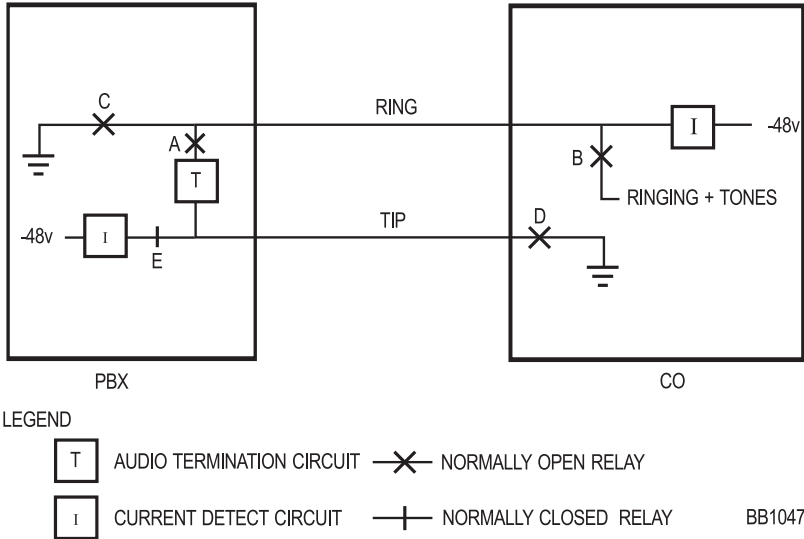 C
RING
A
I
-48v
B
T
RINGING + TONES
TIP
D
-48v
I
E
PBX
CO
LEGEND
T
AUDIO TERMINATION CIRCUIT
NORMALLY OPEN RELAY
I
CURRENT DETECT CIRCUIT
NORMALLY CLOSED RELAY
BB1047